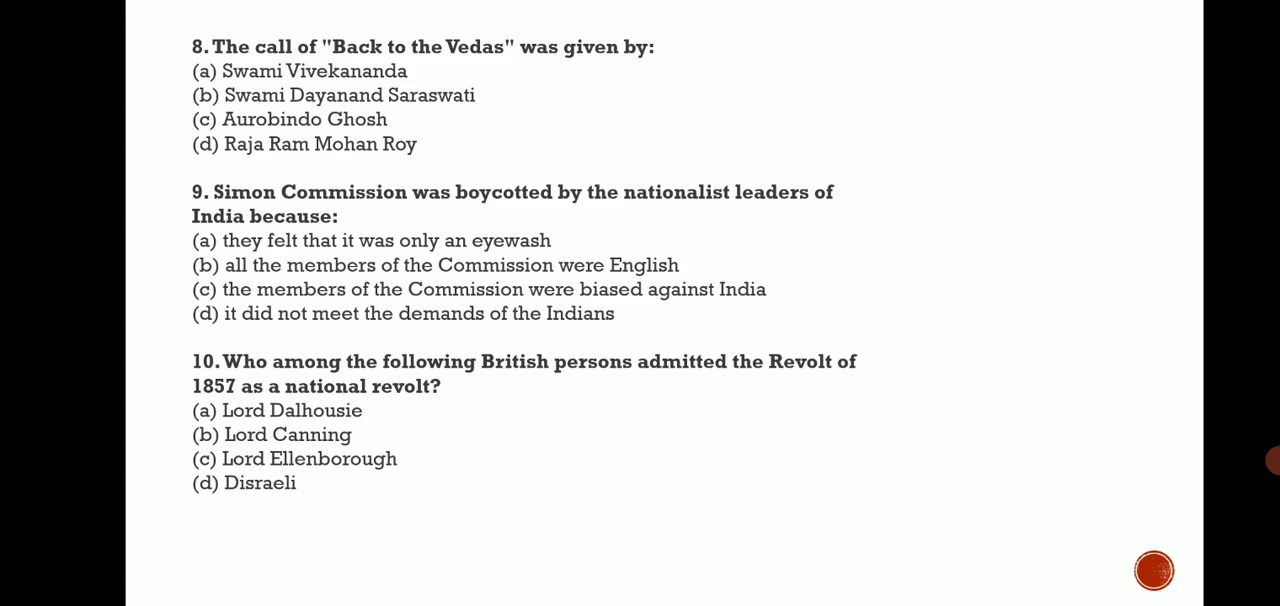 8. The call of "Back to the Vedas" was given by:
(a) Swami Vivekananda
(b) Swami Dayanand Saraswati
(c) Aurobindo Ghosh
(d) Raja Ram Mohan Roy
9. Simon Commission was boycotted by the nationalist leaders of
India because:
(a) they felt that it was only an eyewash
(b) all the members of the Commission were English
(c) the members of the Commission were biased against India
(d) it did not meet the demands of the Indians
10. Who among the following British persons admitted the Revolt of
1857 as a national revolt?
(a) Lord Dalhousie
(b) Lord Canning
(c) Lord Ellenborough
(d) Disraeli